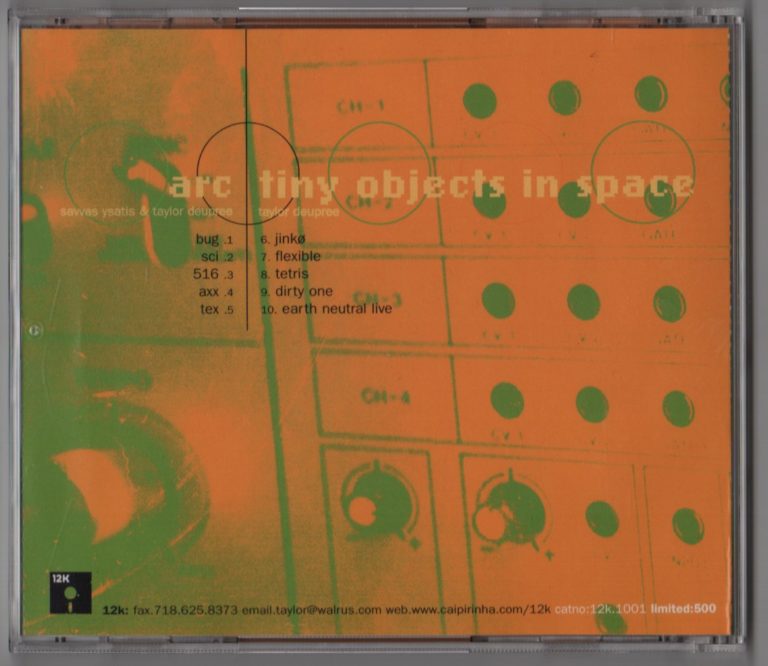 CH-1
arc tiny objects in space
CH-2
savvas ysatis & taylor deupree taylor deupree
bug .1
sci .2
516 .3
axx .4
tex .5
6. jinkø
7. flexible
8. tetris
9. dirty one
10. earth neutral live
CH-3
CH-4
12K
12k: fax.718.625.8373 email.taylor@walrus.com web.www.caipirinha.com/12k catno:12k.1001 limited:500